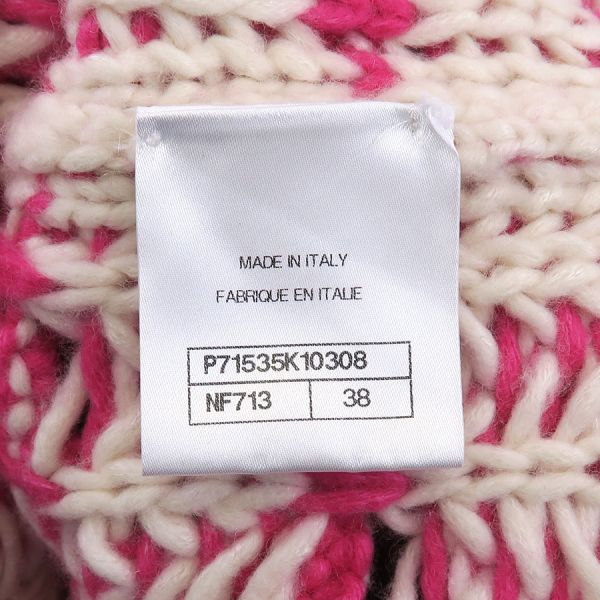 MADE IN ITALY
FABRIQUE EN ITALIE
P71535K10308
NF713 38